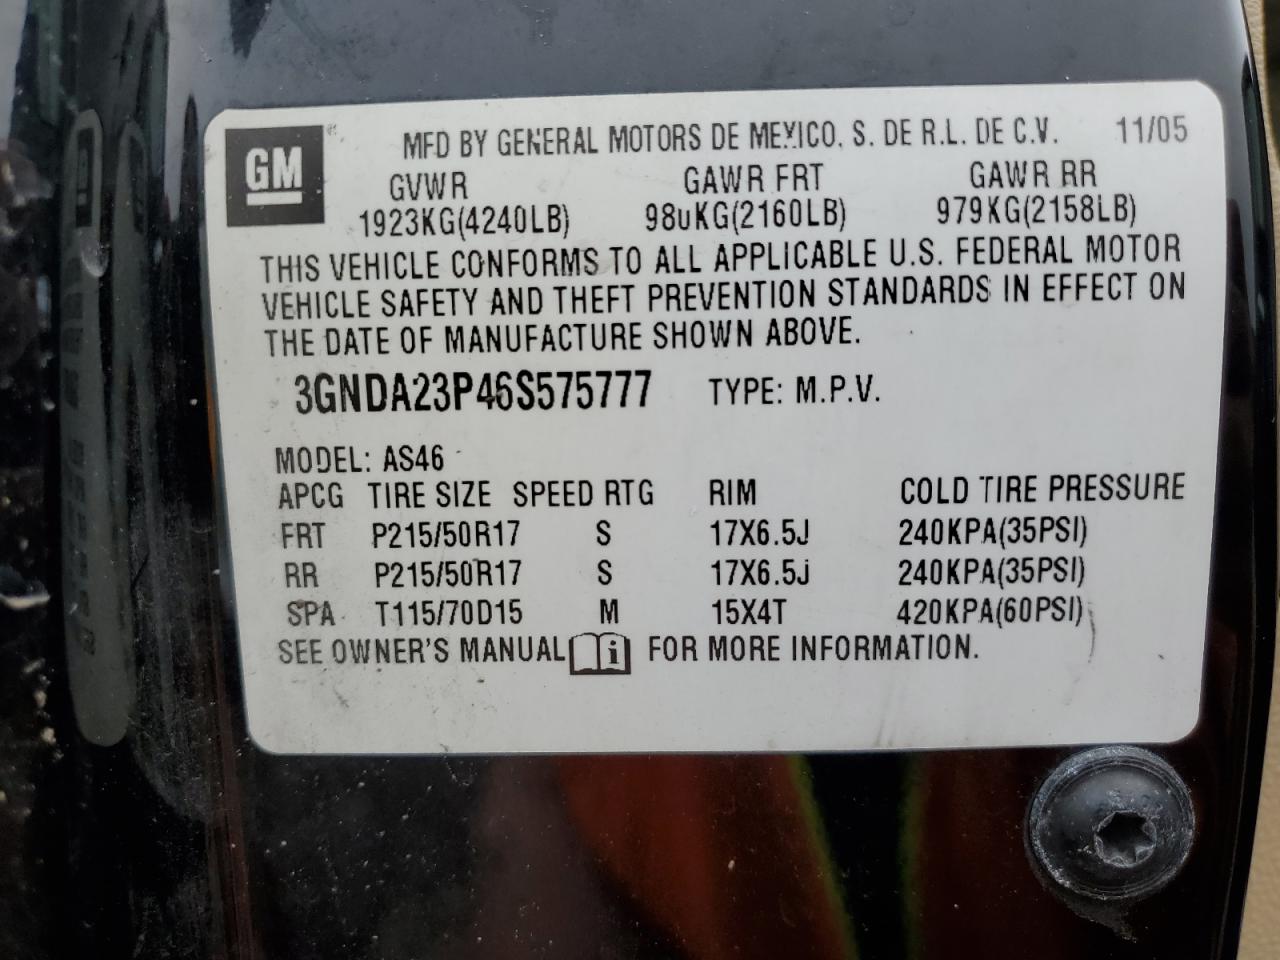 GM
MFD BY GENERAL MOTORS DE MEXICO, S. DE R.L. DE C.V. 11/05
GVWR GAWR FRT GAWR RR
1923KG(4240LB) 980KG(2160LB) 979KG(2158LB)
THIS VEHICLE CONFORMS TO ALL APPLICABLE U.S. FEDERAL MOTOR
VEHICLE SAFETY AND THEFT PREVENTION STANDARDS IN EFFECT ON
THE DATE OF MANUFACTURE SHOWN ABOVE.
3GNDA23P46S575777 TYPE: M.P.V.
MODEL: AS46
APCG TIRE SIZE SPEED RTG RIM COLD TIRE PRESSURE
FRT P215/50R17 S 17X6.5J 240KPA(35PSI)
RR P215/50R17 S 17X6.5J 240KPA(35PSI)
SPA T115/70D15 M 15X4T 420KPA(60PSI)
SEE OWNER'S MANUAL i FOR MORE INFORMATION.